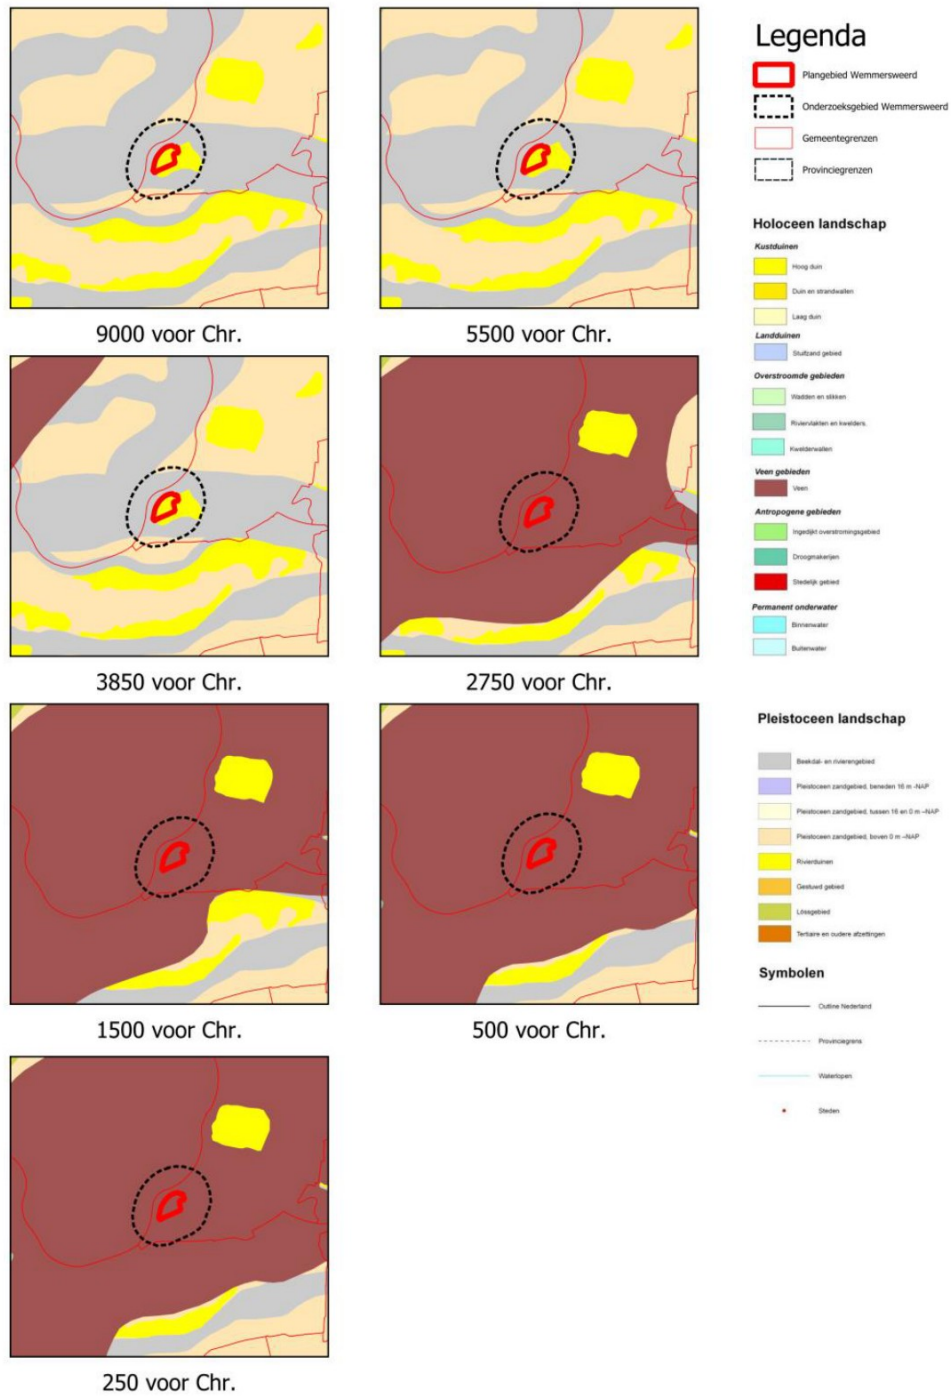 9000 voor Chr.
5500 voor Chr.
3850 voor Chr.
2750 voor Chr.
1500 voor Chr.
500 voor Chr.
250 voor Chr.
Legenda
Plangebied Wemmersweerd
Onderzoeksgebied Wemmersweerd
Gemeentegrenzen
Provinciegrenzen
Holoceen landschap
Kustduinen
Hoog duin
Duin en strandwallen
Laag duin
Landduinen
Stuifzand gebied
Overstroomde gebieden
Wadden en slikken
Riviervlakten en kwelders.
Kwelderwallen
Veen gebieden
Veen
Antropogene gebieden
Ingedijkt overstromingsgebied
Droogmakerijen
Stedelijk gebied
Permanent onderwater
Binnenwater
Buitenwater
Pleistoceen landschap
Beekdal- en rivierengebied
Pleistoceen zandgebied, beneden 16 m -NAP
Pleistoceen zandgebied, tussen 16 en 0 m –NAP
Pleistoceen zandgebied, boven 0 m –NAP
Rivierduinen
Gestuwd gebied
Lössgebied
Tertiaire en oudere afzettingen
Symbolen
Outline Nederland
Provinciegrens
Waterlopen
Steden